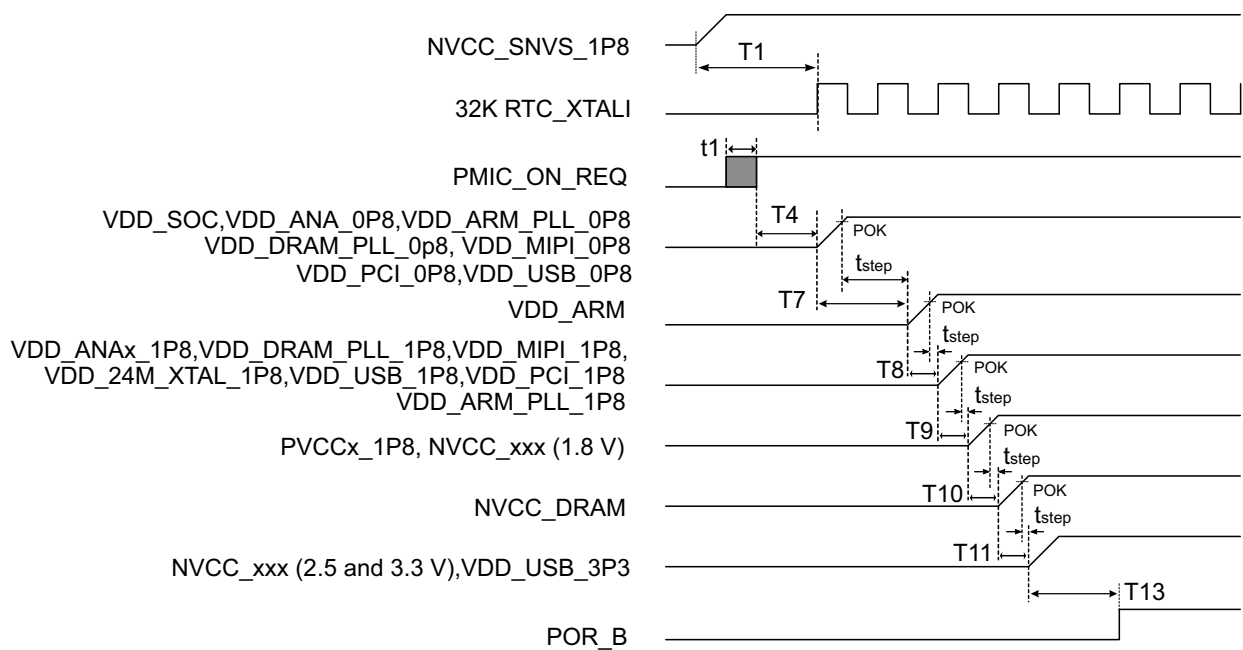 NVCC_SNVS_1P8
T1
32K RTC_XTALI
t1
PMIC_ON_REQ
VDD_SOC,VDD_ANA_0P8,VDD_ARM_PLL_0P8
VDD_DRAM_PLL_0p8, VDD_MIPI_0P8
VDD_PCI_0P8,VDD_USB_0P8
T4
POK
tstep
T7
VDD_ARM
POK
tstep
VDD_ANAx_1P8,VDD_DRAM_PLL_1P8,VDD_MIPI_1P8,
VDD_24M_XTAL_1P8,VDD_USB_1P8,VDD_PCI_1P8
VDD_ARM_PLL_1P8
T8
POK
tstep
PVCCx_1P8, NVCC_xxx (1.8 V)
T9
POK
tstep
NVCC_DRAM
T10
POK
tstep
NVCC_xxx (2.5 and 3.3 V),VDD_USB_3P3
T11
T13
POR_B